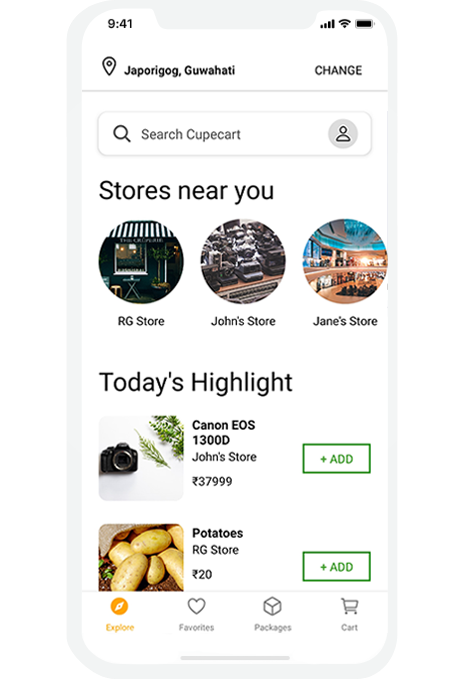 9:41
Japorigog, Guwahati
CHANGE
Search Cupecart
Stores near you
RG Store
John's Store
Jane's Store
Today's Highlight
Canon EOS
1300D
John's Store
₹37999
+ ADD
Potatoes
RG Store
₹20
+ ADD
Explore
Favorites
Packages
Cart